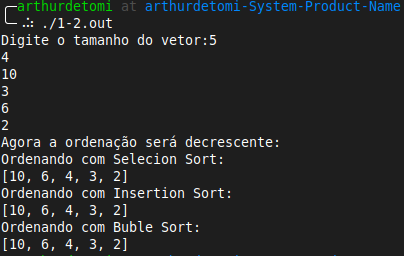 arthurdetomi at arthurdetomi-System-Product-Name
./1-2.out
Digite o tamanho do vetor:5
4
10
3
6
2
Agora a ordenação será decrescente:
Ordenando com Selecion Sort:
[10, 6, 4, 3, 2]
Ordenando com Insertion Sort:
[10, 6, 4, 3, 2]
Ordenando com Buble Sort:
[10, 6, 4, 3, 2]